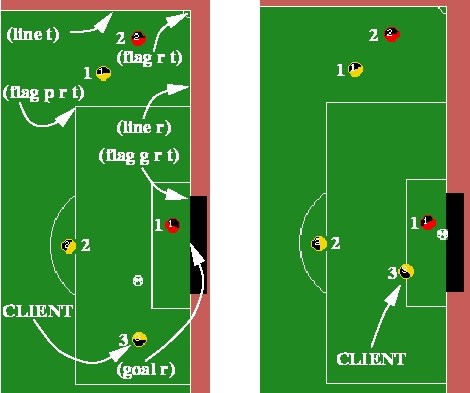 (line t)
2
(flag r t)
1
(flag p r t)
(line r)
(flag g r t)
1
2
CLIENT
3
(goal r)
2
1
1
2
3
CLIENT